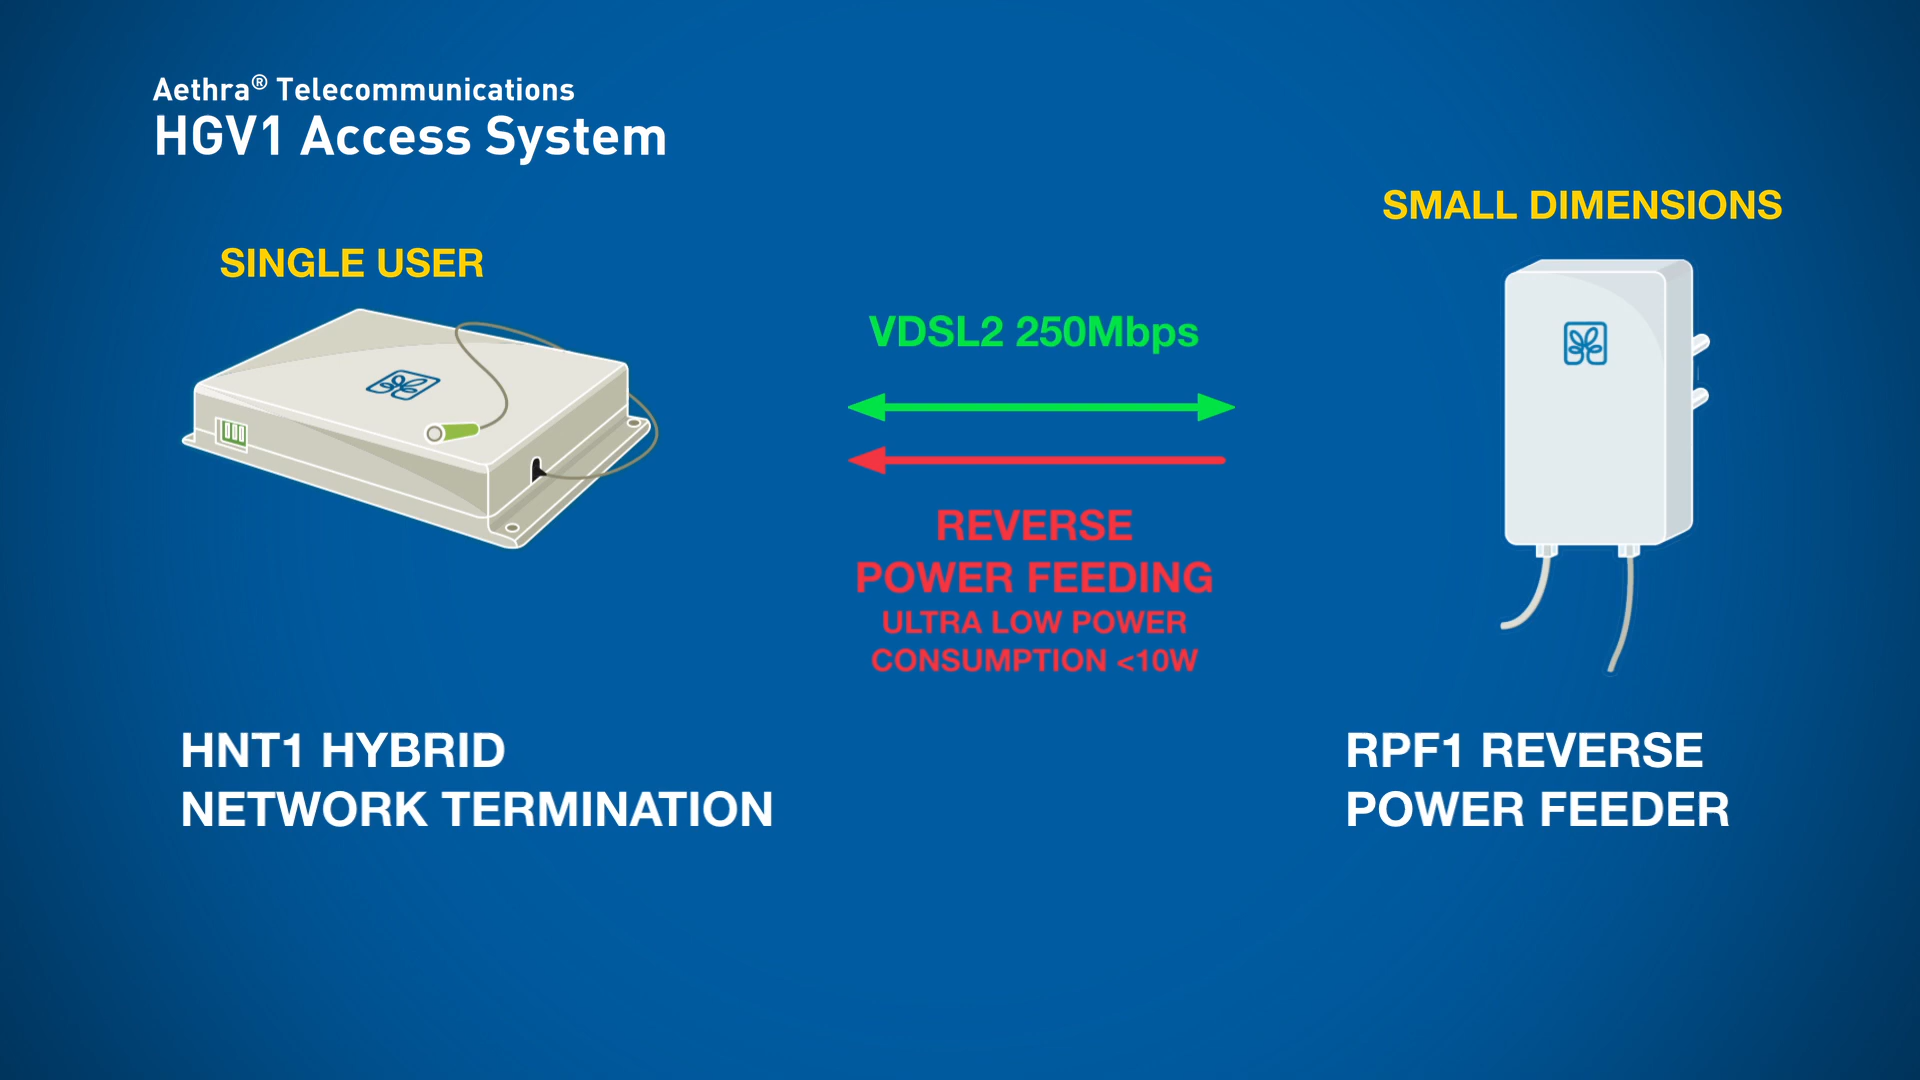 Aethra® Telecommunications
HGV1 Access System
SINGLE USER
SMALL DIMENSIONS
VDSL2 250Mbps
REVERSE
POWER FEEDING
ULTRA LOW POWER
CONSUMPTION <10W
HNT1 HYBRID
NETWORK TERMINATION
RPF1 REVERSE
POWER FEEDER